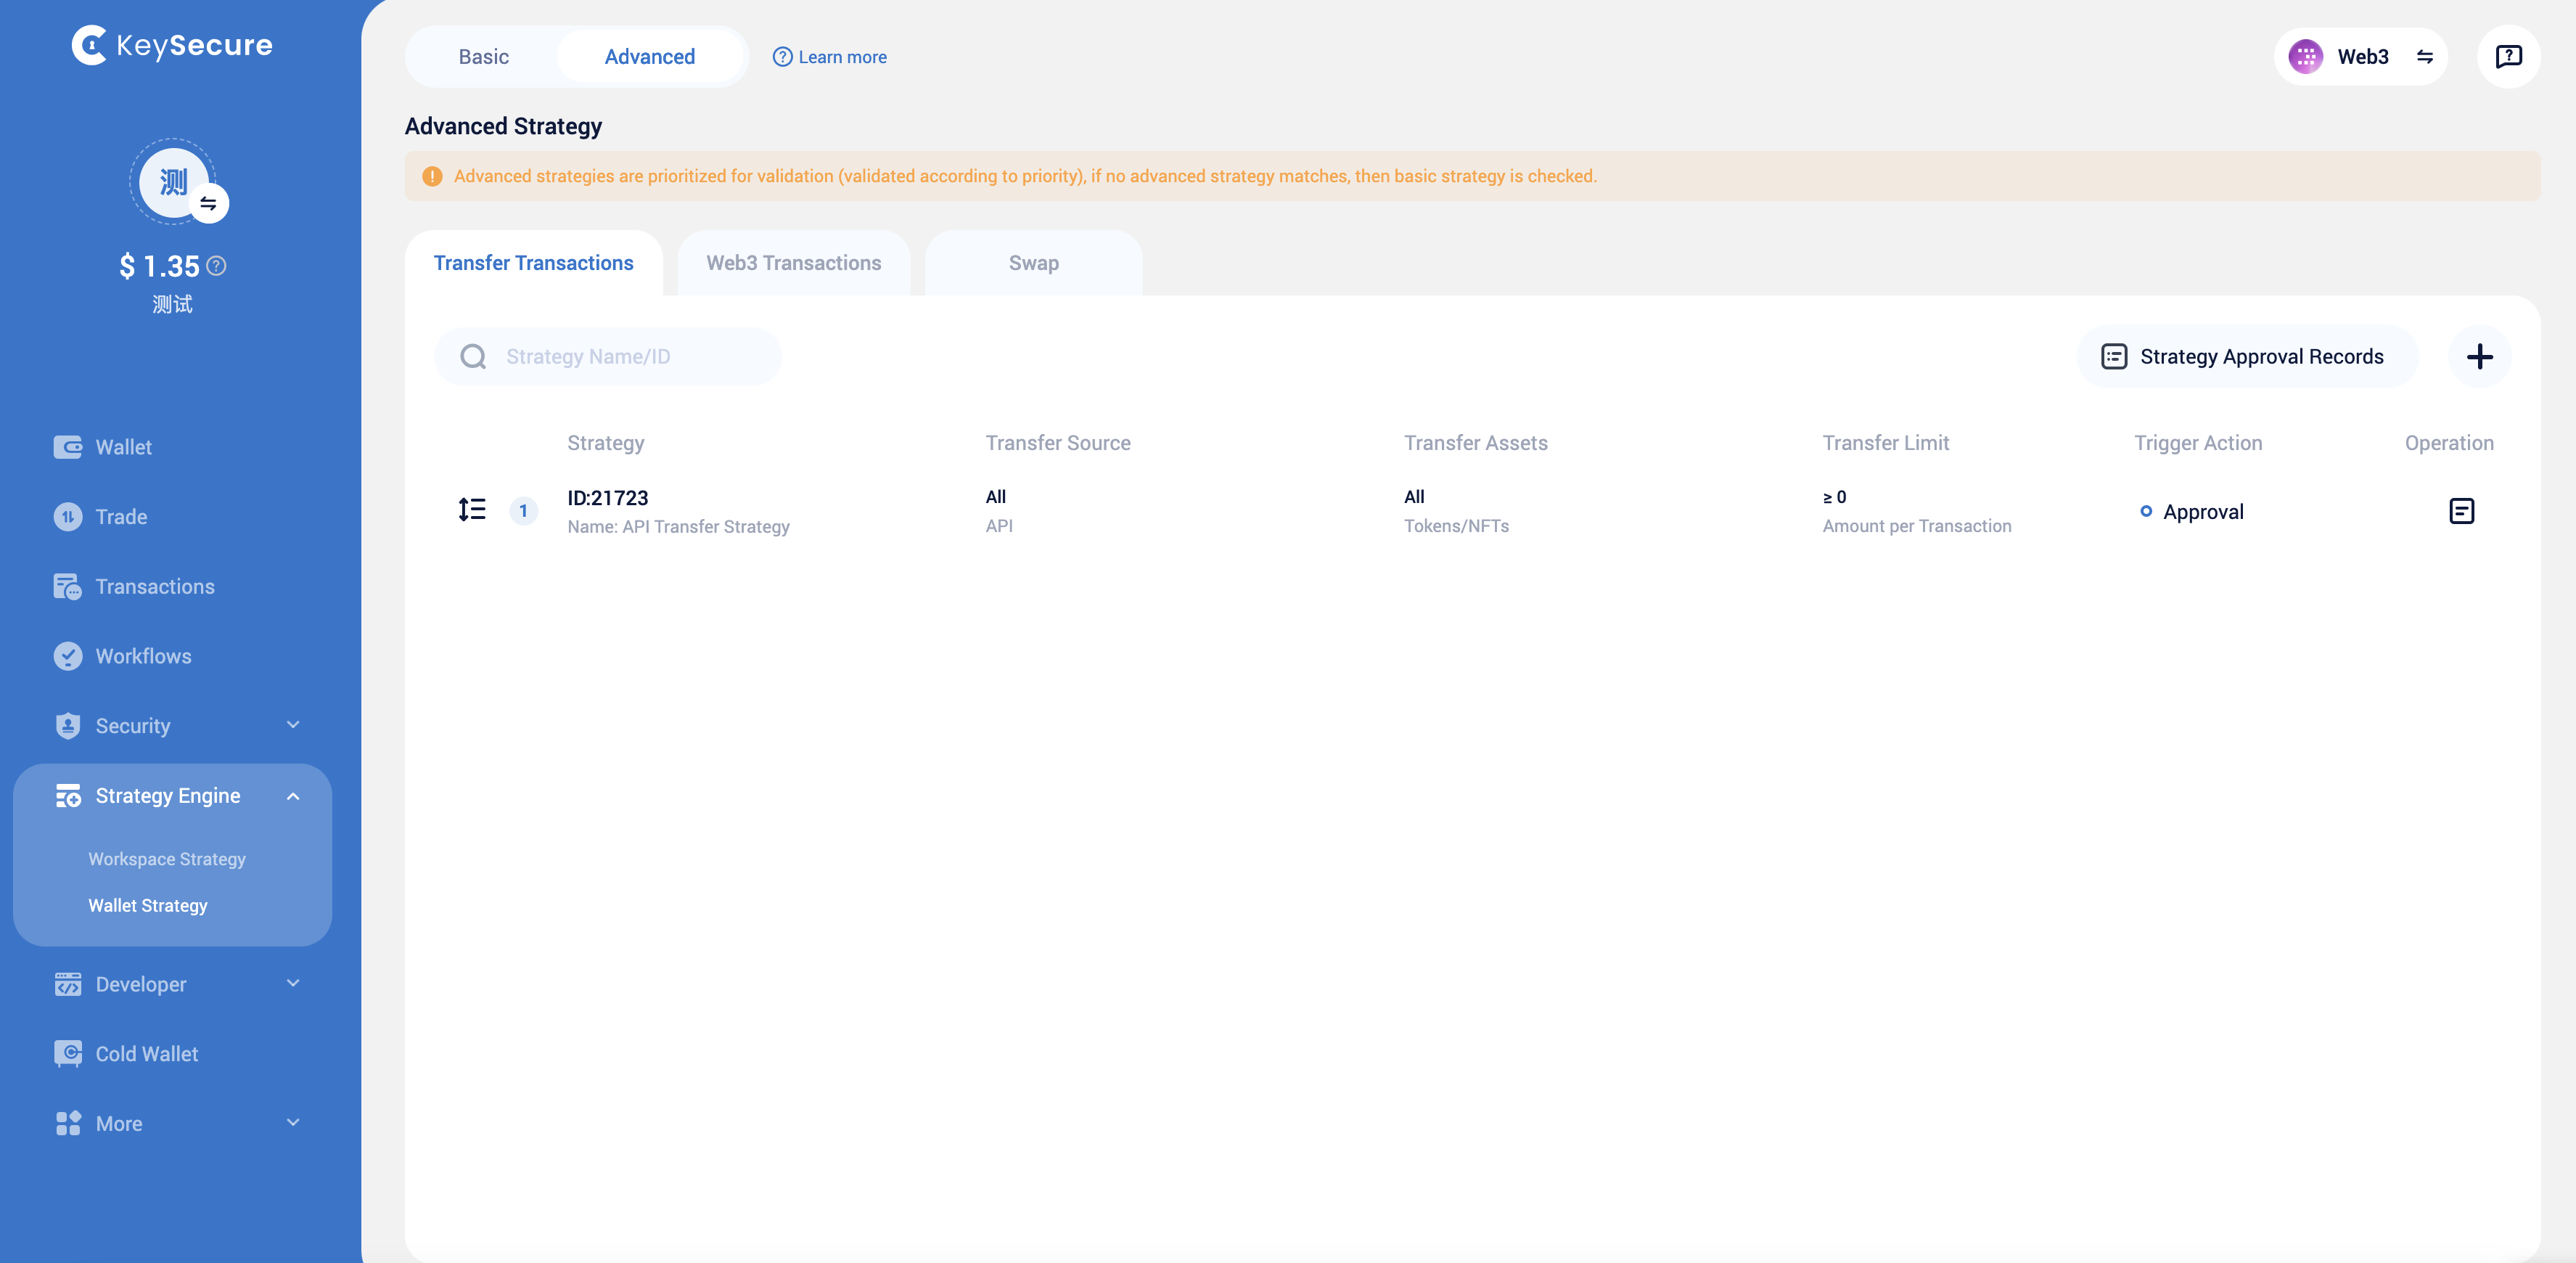 KeySecure
测
$ 1.35
测试
Wallet
Trade
Transactions
Workflows
Security
Strategy Engine
Workspace Strategy
Wallet Strategy
Developer
Cold Wallet
More
Basic
Advanced
Learn more
Web3
Advanced Strategy
Advanced strategies are prioritized for validation (validated according to priority), if no advanced strategy matches, then basic strategy is checked.
Transfer Transactions
Web3 Transactions
Swap
Strategy Name/ID
Strategy Approval Records
Strategy
Transfer Source
Transfer Assets
Transfer Limit
Trigger Action
Operation
1
ID:21723
Name: API Transfer Strategy
All
API
All
Tokens/NFTs
≥ 0
Amount per Transaction
Approval